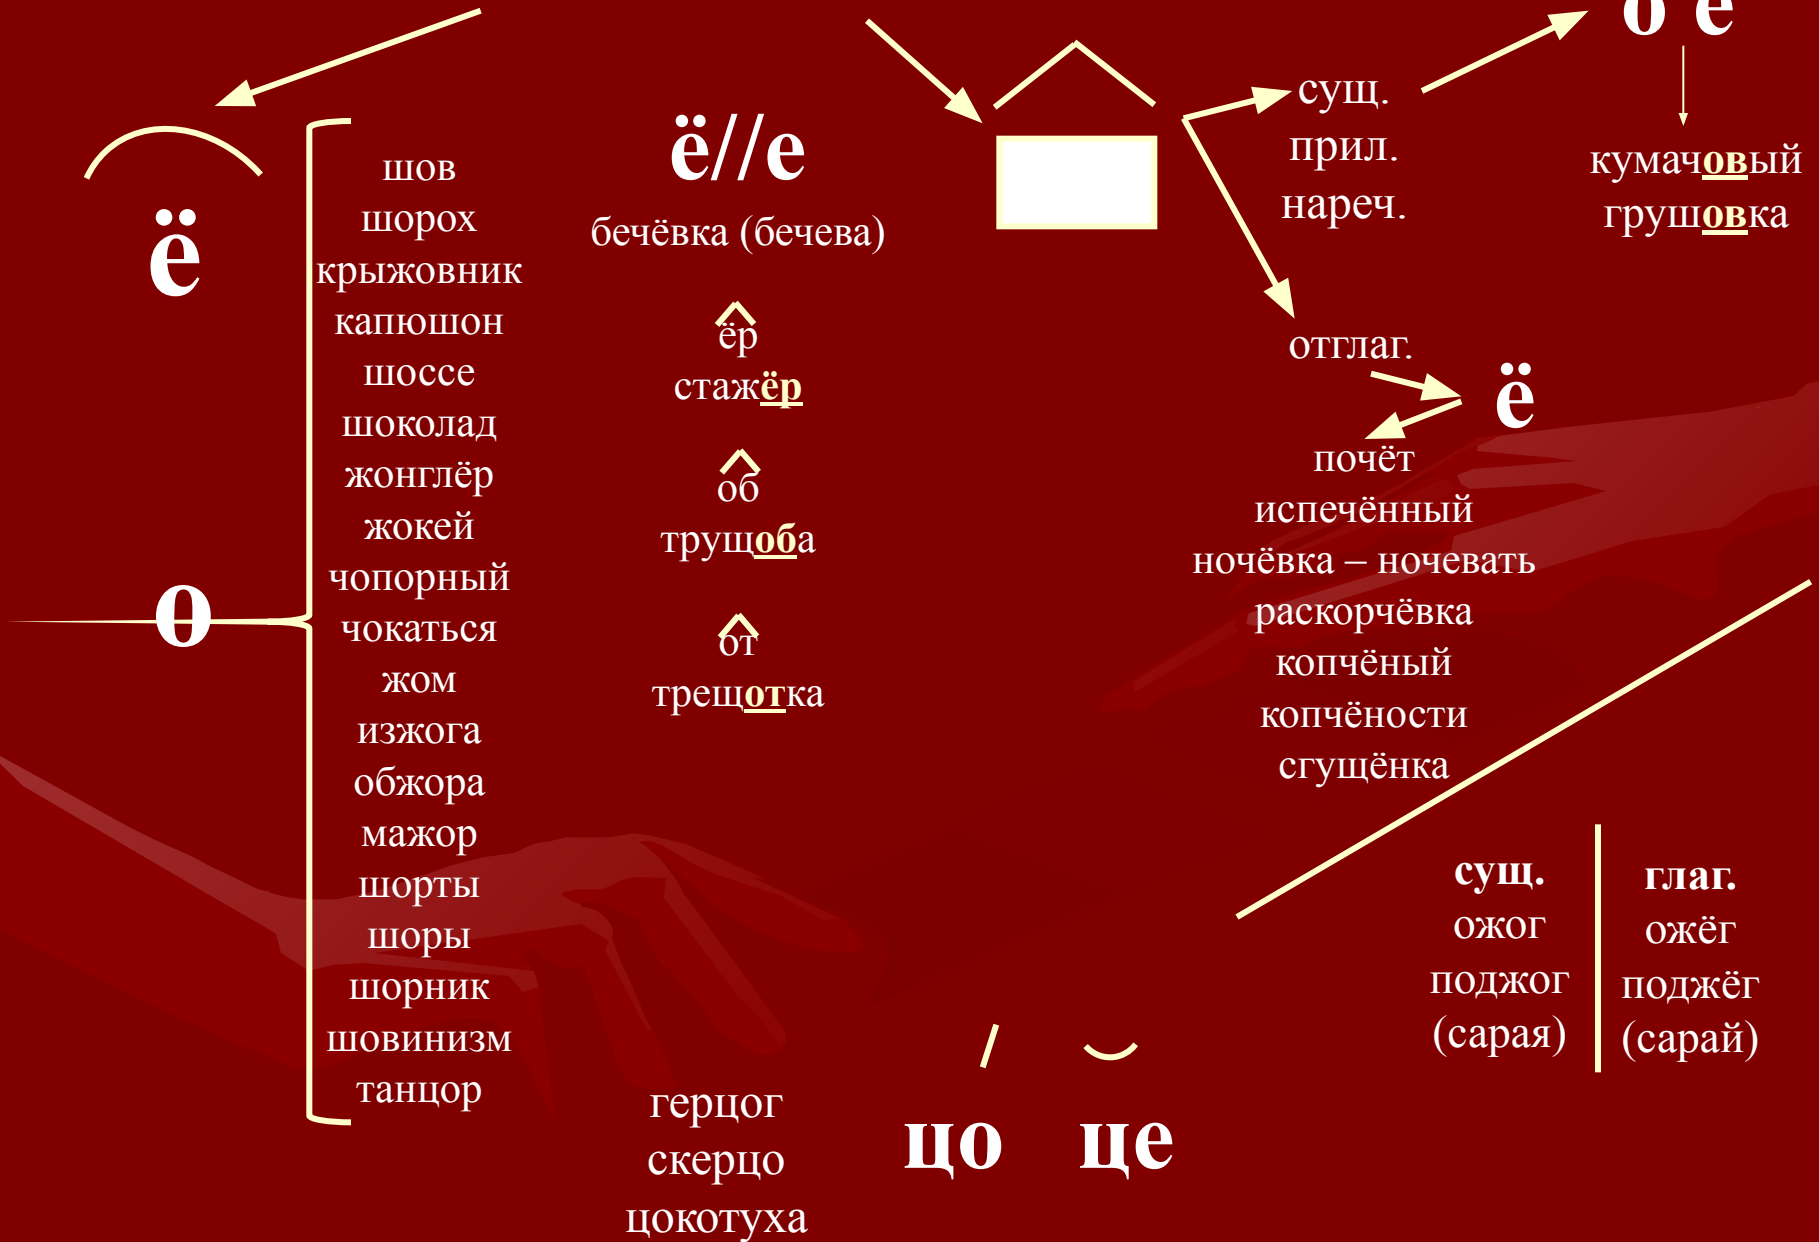 ё
о
шов
шорох
крыжовник
капюшон
шоссе
шоколад
жонглёр
жокей
чопорный
чокаться
жом
изжога
обжора
мажор
шорты
шоры
шорник
шовинизм
танцор
ё//е
бечёвка (бечева)
ёр
стажёр
об
трущоба
от
трещотка
сущ.
прил.
нареч.
о е
кумачовый
грушовка
отглаг.
ё
почёт
испечённый
ночёвка – ночевать
раскорчёвка
копчёный
копчёности
сгущёнка
сущ.
ожог
поджог
(сарая)
глаг.
ожёг
поджёг
(сарай)
герцог
скерцо
цокотуха
цо це